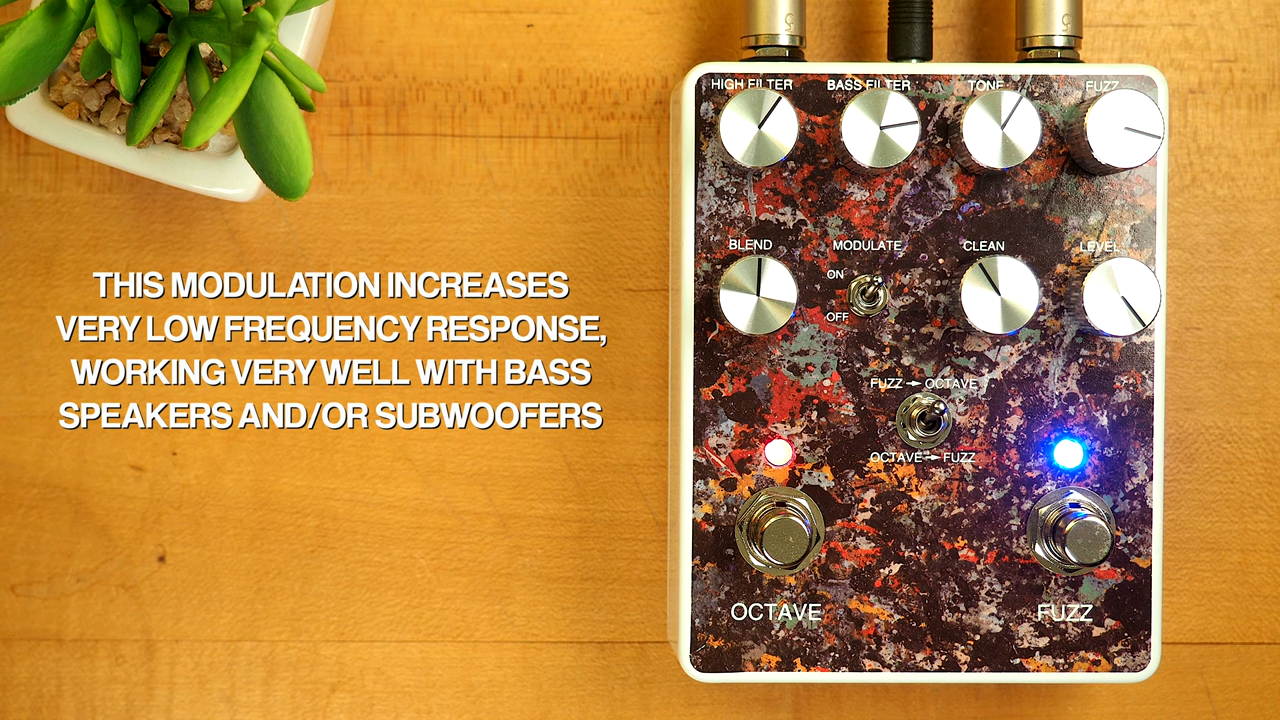 HIGH FILTER BASS FILTER TONE FUZZ
BLEND MODULATE CLEAN LEVEL
ON
OFF
THIS MODULATION INCREASES
VERY LOW FREQUENCY RESPONSE,
WORKING VERY WELL WITH BASS
SPEAKERS AND/OR SUBWOOFERS
FUZZ → OCTAVE
OCTAVE → FUZZ
OCTAVE FUZZ